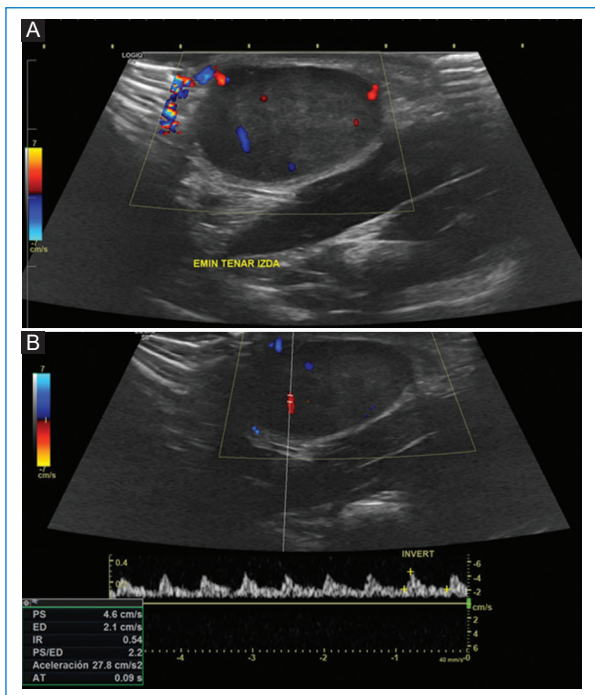 A
LOGIQ
7
-7
cm/s
EMIN TENAR IZDA
B
7
-7
cm/s
INVERT
0.4
-6
-4
-2
cm/s
2
4
6
PS 4.6 cm/s
ED 2.1 cm/s
IR 0.54
PS/ED 2.2
Aceleración 27.8 cm/s2
AT 0.09 s
-4 -3 -2 -1 -0
40 mm/s